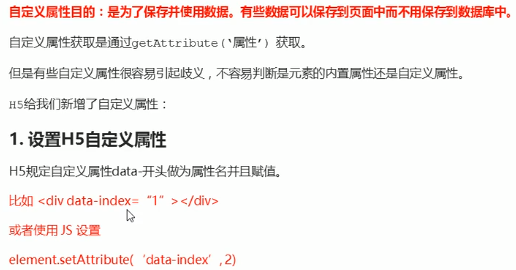 自定义属性目的：是为了保存并使用数据。有些数据可以保存到页面中而不用保存到数据库中。
自定义属性获取是通过getAttribute(‘属性’) 获取。
但是有些自定义属性很容易引起歧义，不容易判断是元素的内置属性还是自定义属性。
H5给我们新增了自定义属性：
1. 设置H5自定义属性
H5规定自定义属性data-开头做为属性名并且赋值。
比如 <div data-index=“1”></div>
或者使用 JS 设置
element.setAttribute(‘data-index’, 2)